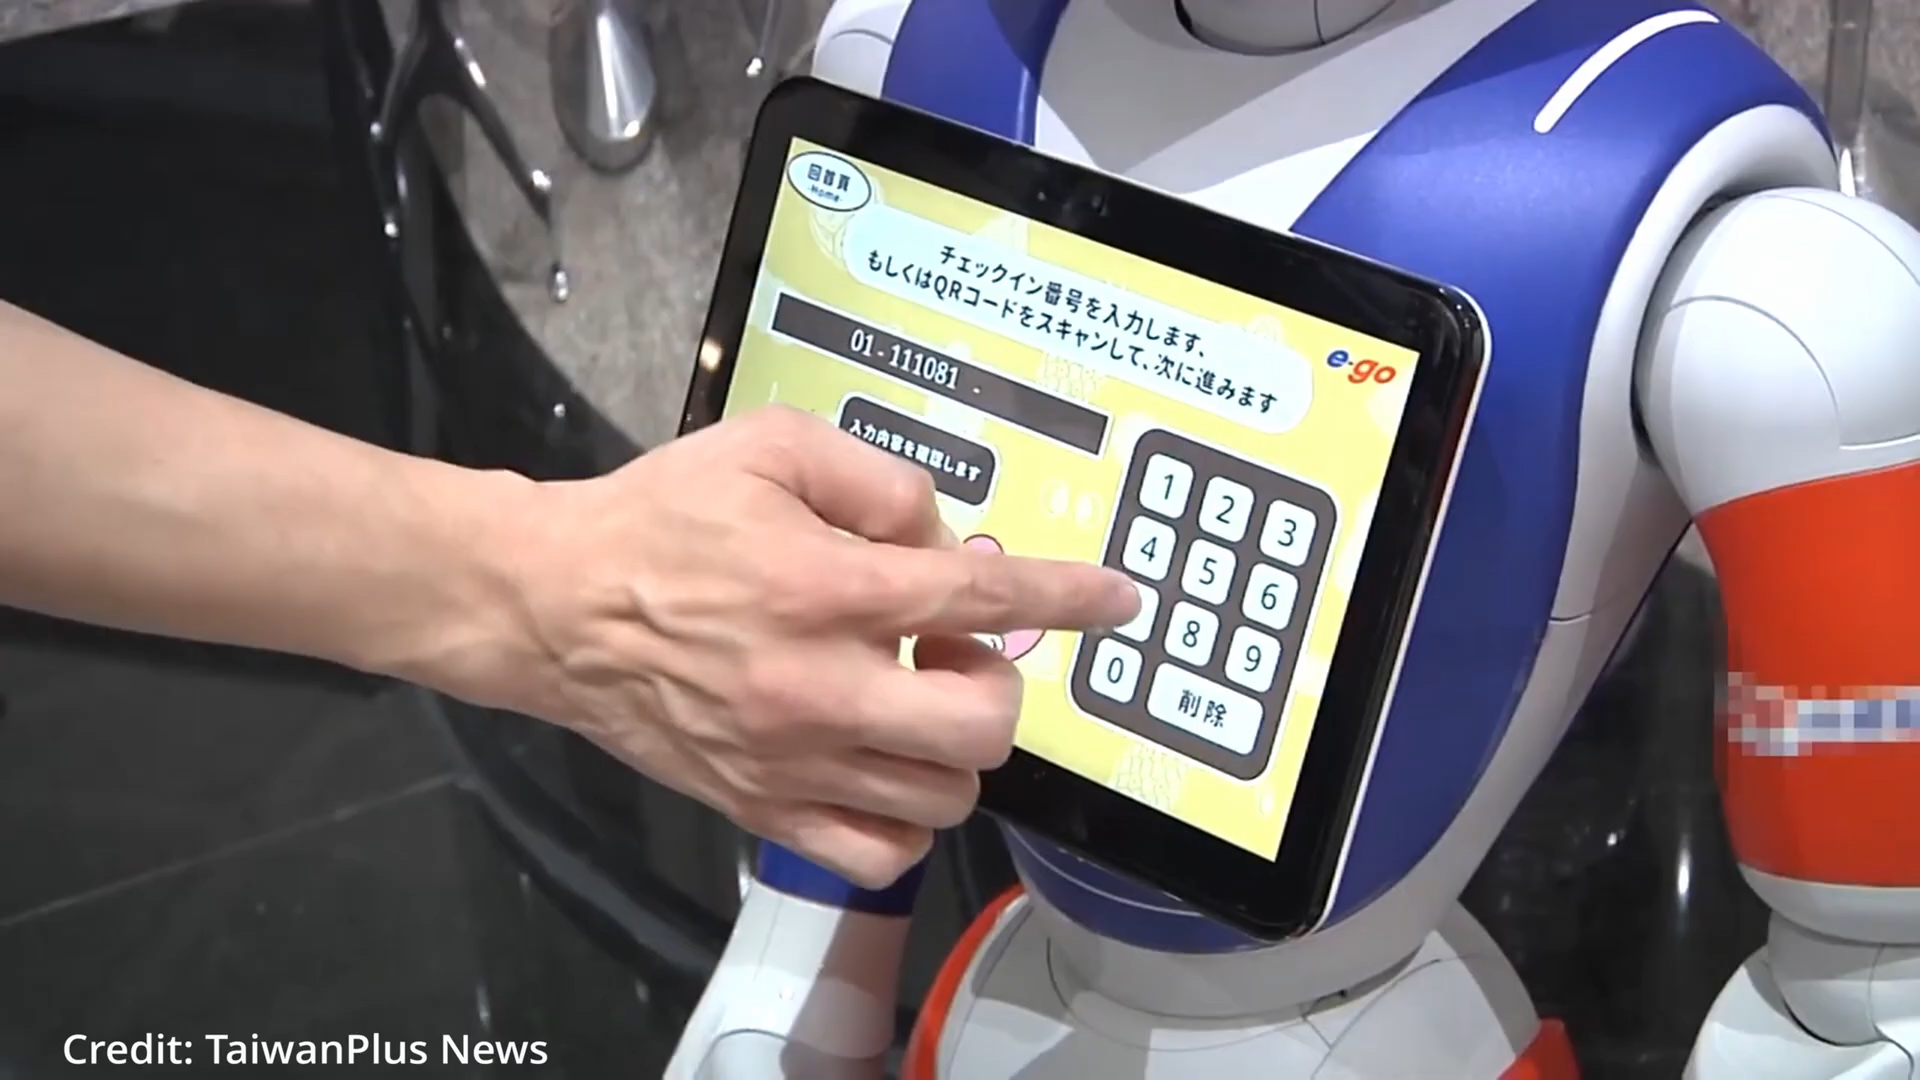 回首頁
-Home-
チェックイン番号を入力します、
もしくはQRコードをスキャンして、次に進みます
e-go
01 - 111081 -
入力内容を確認します
1 2 3
4 5 6
8 9
0 削除
Credit: TaiwanPlus News